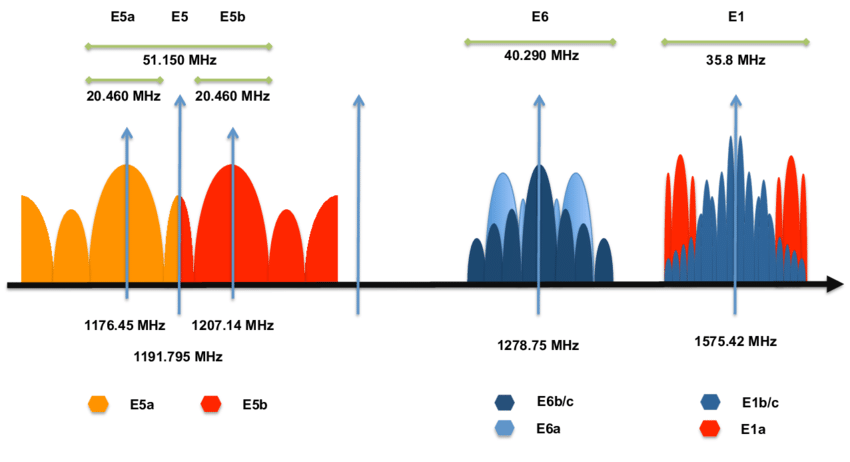 E5a E5 E5b E6 E1
51.150 MHz 40.290 MHz 35.8 MHz
20.460 MHz 20.460 MHz
1176.45 MHz 1207.14 MHz
1191.795 MHz 1278.75 MHz 1575.42 MHz
E5a E5b E6b/c E1b/c
E6a E1a